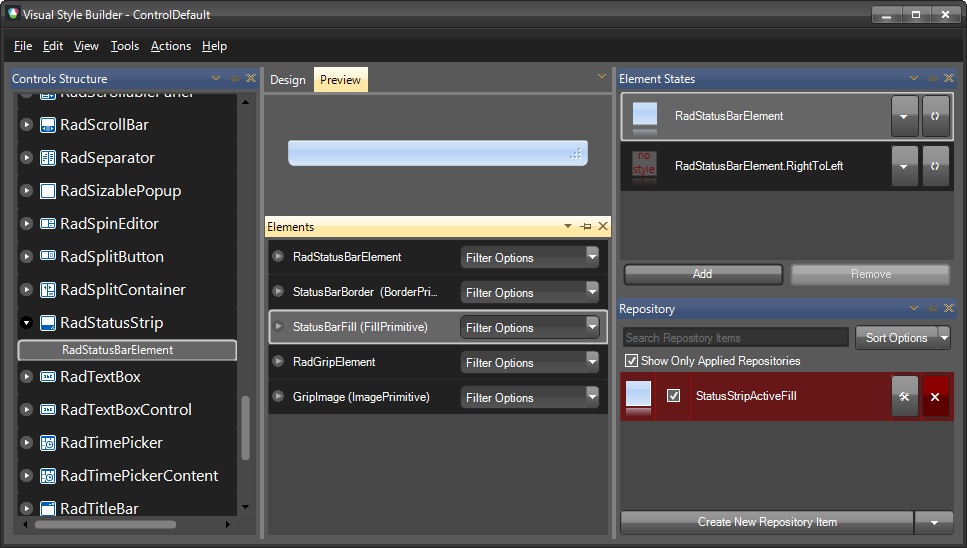 Visual Style Builder - ControlDefault
File Edit View Tools Actions Help
Controls Structure
RadScrollablePanel
RadScrollBar
RadSeparator
RadSizablePopup
RadSpinEditor
RadSplitButton
RadSplitContainer
RadStatusStrip
RadStatusBarElement
RadTextBox
RadTextBoxControl
RadTimePicker
RadTimePickerContent
RadTitleBar
Design Preview
Elements
RadStatusBarElement Filter Options
StatusBarBorder (BorderPri... Filter Options
StatusBarFill (FillPrimitive) Filter Options
RadGripElement Filter Options
GripImage (ImagePrimitive) Filter Options
Element States
RadStatusBarElement
no
style
RadStatusBarElement.RightToLeft
Add Remove
Repository
Search Repository Items Sort Options
Show Only Applied Repositories
StatusStripActiveFill
Create New Repository Item